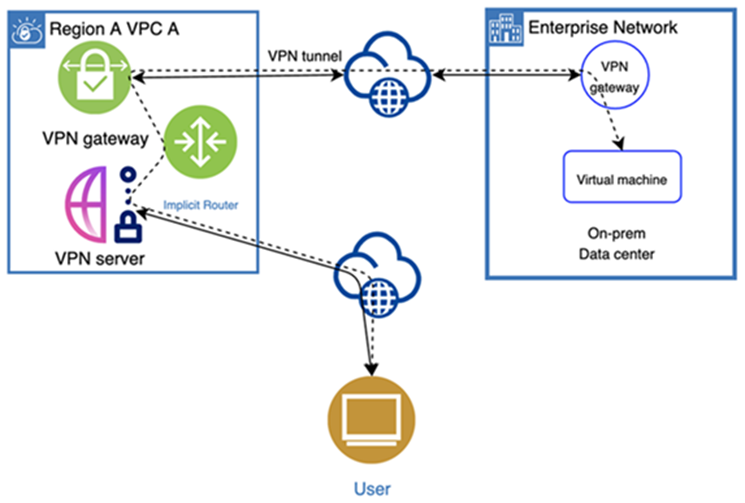 Region A VPC A
VPN gateway
Implicit Router
VPN server
VPN tunnel
Enterprise Network
VPN
gateway
Virtual machine
On-prem
Data center
User